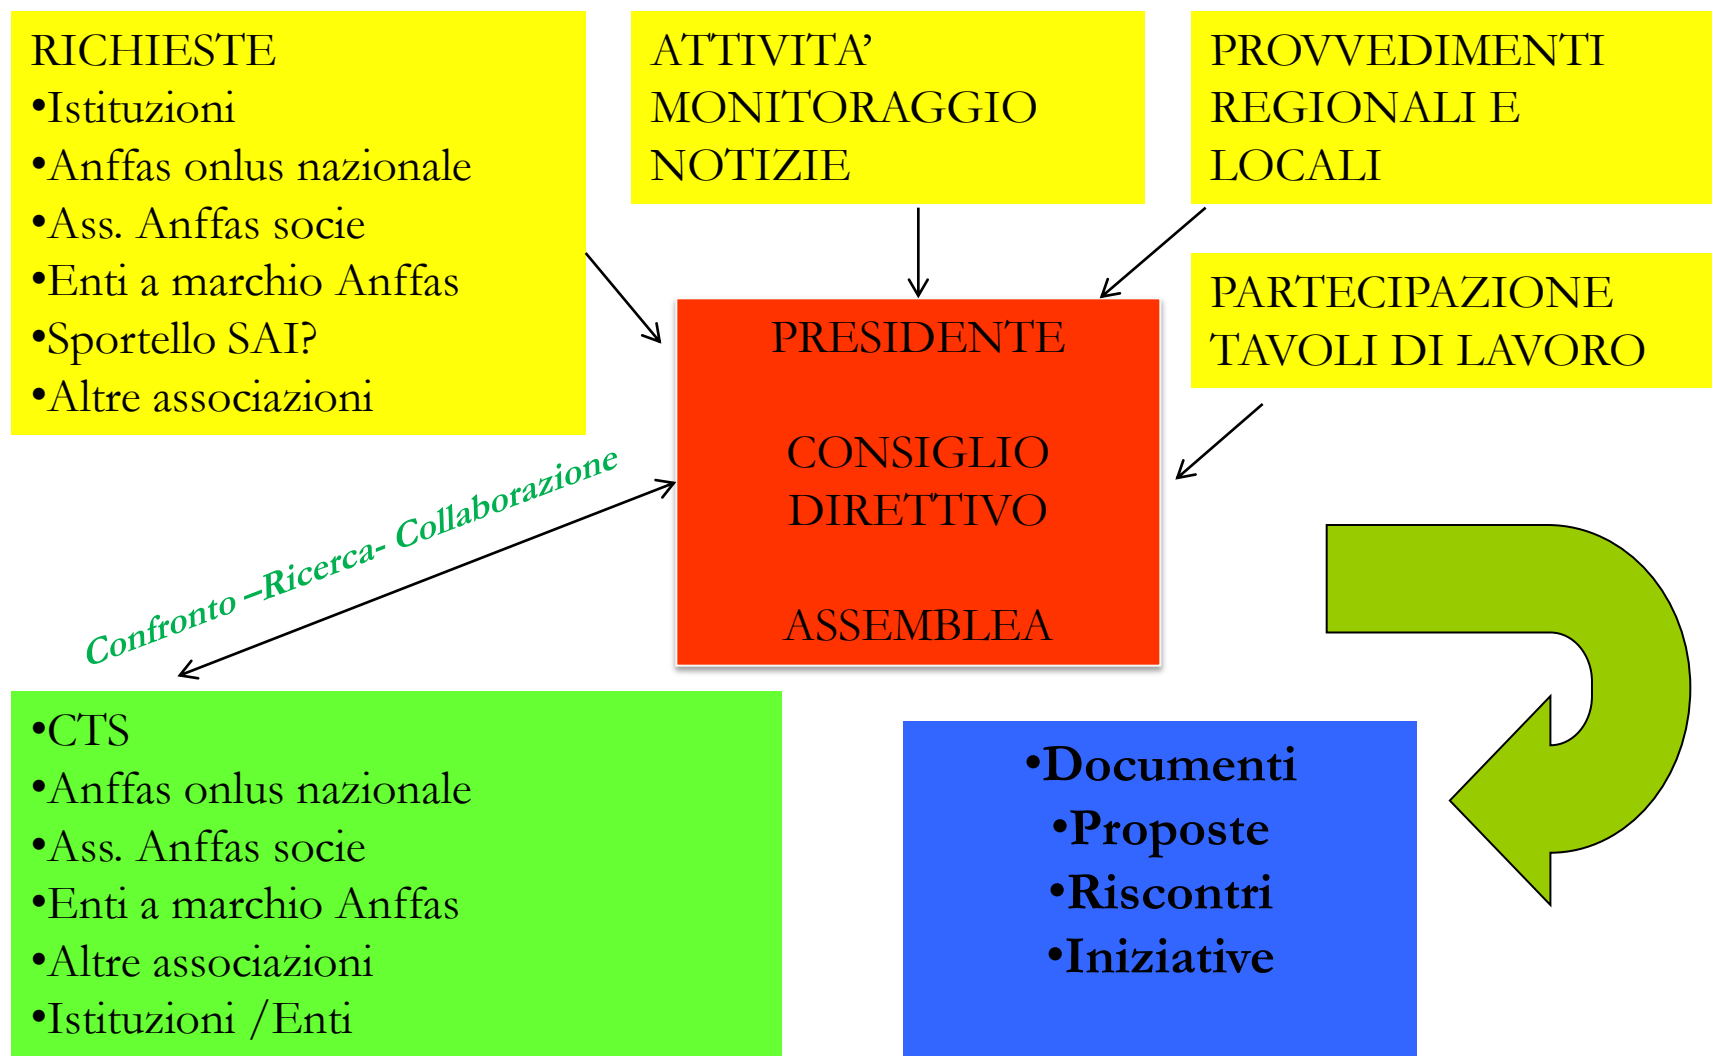 RICHIESTE
•Istituzioni
•Anffas onlus nazionale
•Ass. Anffas socie
•Enti a marchio Anffas
•Sportello SAI?
•Altre associazioni
ATTIVITA’
MONITORAGGIO
NOTIZIE
PROVVEDIMENTI
REGIONALI E
LOCALI
PARTECIPAZIONE
TAVOLI DI LAVORO
PRESIDENTE
CONSIGLIO
DIRETTIVO
ASSEMBLEA
Confronto –Ricerca- Collaborazione
•CTS
•Anffas onlus nazionale
•Ass. Anffas socie
•Enti a marchio Anffas
•Altre associazioni
•Istituzioni /Enti
•Documenti
•Proposte
•Riscontri
•Iniziative